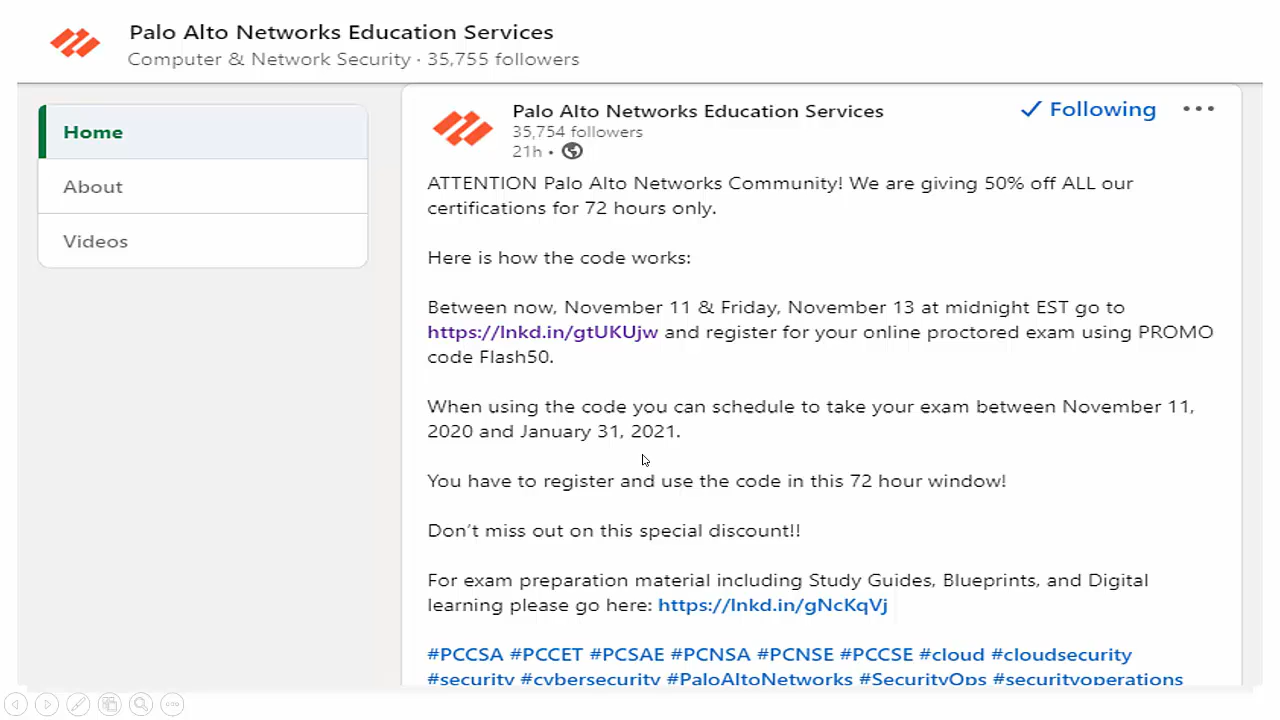 Palo Alto Networks Education Services
Computer & Network Security · 35,755 followers
Home
About
Videos
Palo Alto Networks Education Services
35,754 followers
21h •
Following
ATTENTION Palo Alto Networks Community! We are giving 50% off ALL our
certifications for 72 hours only.
Here is how the code works:
Between now, November 11 & Friday, November 13 at midnight EST go to
https://lnkd.in/gtUKUjw and register for your online proctored exam using PROMO
code Flash50.
When using the code you can schedule to take your exam between November 11,
2020 and January 31, 2021.
You have to register and use the code in this 72 hour window!
Don’t miss out on this special discount!!
For exam preparation material including Study Guides, Blueprints, and Digital
learning please go here: https://lnkd.in/gNcKqVj
#PCCSA #PCCET #PCSAE #PCNSA #PCNSE #PCCSE #cloud #cloudsecurity
#security #cybersecurity #PaloAltoNetworks #SecurityOps #securityoperations